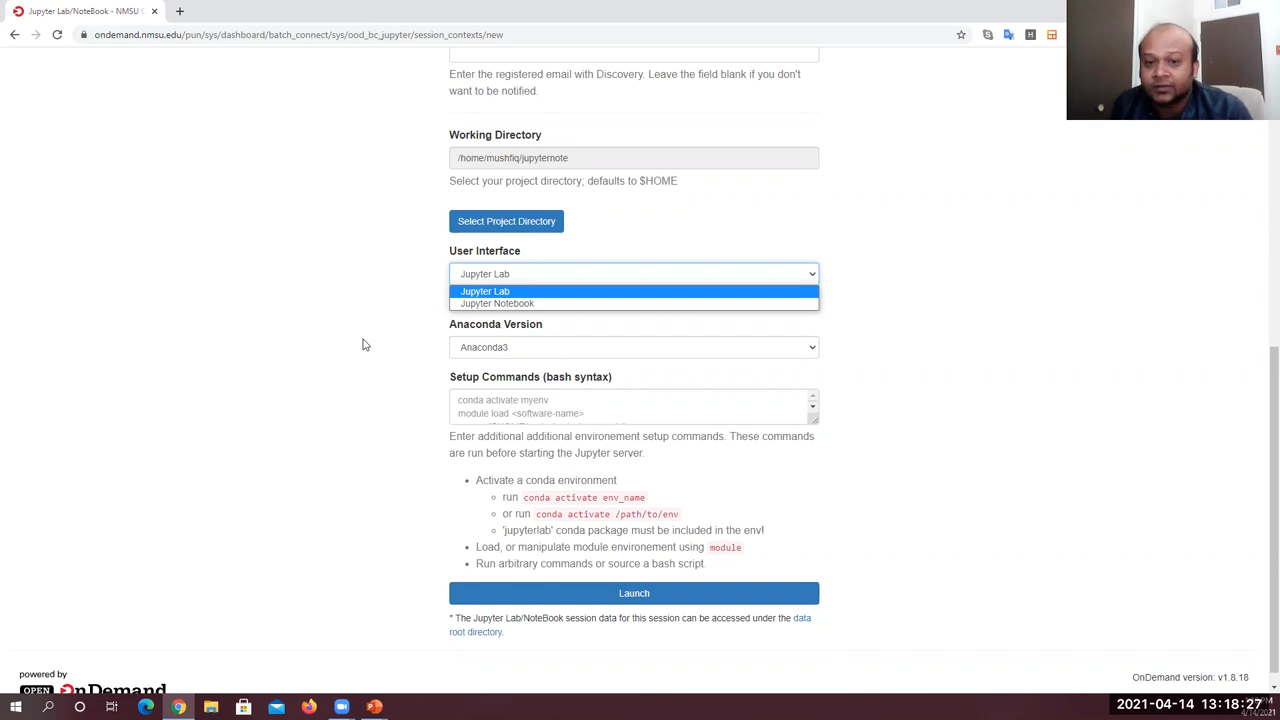 Jupyter Lab/NoteBook - NMSU O
ondemand.nmsu.edu/pun/sys/dashboard/batch_connect/sys/ood_bc_jupyter/session_contexts/new
Enter the registered email with Discovery. Leave the field blank if you don't
want to be notified.
Working Directory
/home/mushfiq/jupyternote
Select your project directory; defaults to $HOME
Select Project Directory
User Interface
Jupyter Lab
Jupyter Lab
Jupyter Notebook
Anaconda Version
Anaconda3
Setup Commands (bash syntax)
conda activate myenv
module load <software-name>
Enter additional additional environement setup commands. These commands
are run before starting the Jupyter server.
Activate a conda environment
run conda activate env_name
or run conda activate /path/to/env
'jupyterlab' conda package must be included in the env!
Load, or manipulate module environement using module
Run arbitrary commands or source a bash script.
Launch
* The Jupyter Lab/NoteBook session data for this session can be accessed under the data
root directory.
powered by
OPEN OnDemand
OnDemand version: v1.8.18
2021-04-14 13:18:27
4/14/2021